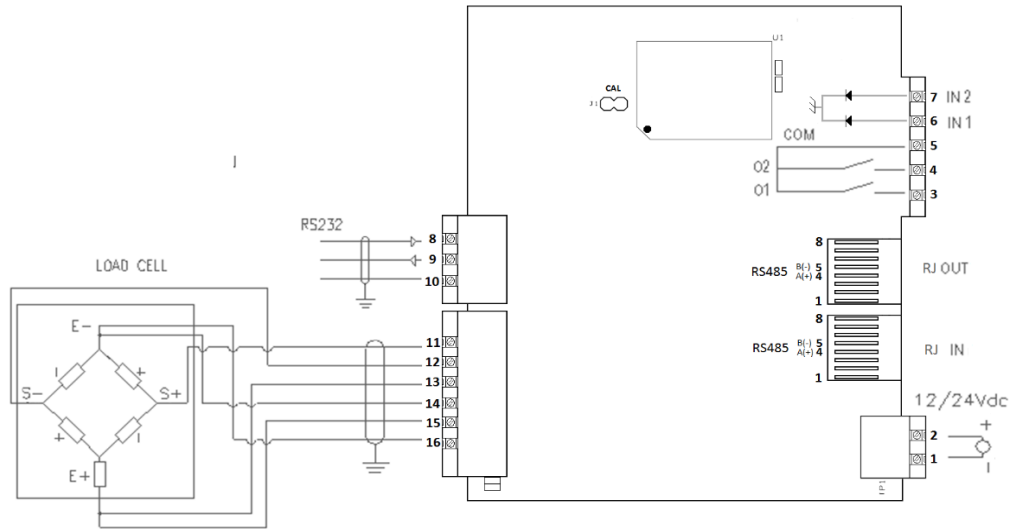 U1
CAL
J1
7 IN 2
6 IN 1
COM
5
O2
4
O1
3
J
RS232
8
9
10
8
RS485 B(-) 5
A(+) 4
1
RJ OUT
8
RS485 B(-) 5
A(+) 4
1
RJ IN
LOAD CELL
E-
- +
S- S+
+ -
E+
11
12
13
14
15
16
12/24Vdc
+
2
1
-
TP1